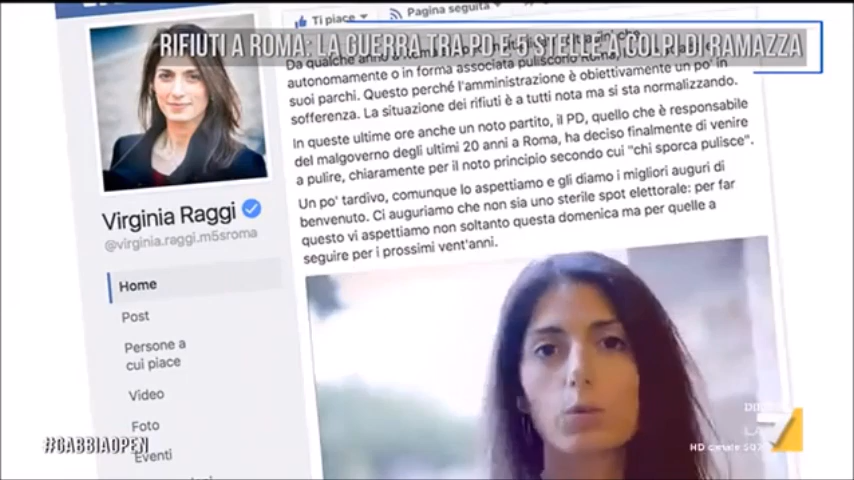 Ti piace
Pagina seguita
RIFIUTI A ROMA: LA GUERRA TRA PD E 5 STELLE A COLPI DI RAMAZZA
Da qualche anno a
autonomamente o in forma associata puliscono Roma,
suoi parchi. Questo perché l'amministrazione è obiettivamente un po' in
sofferenza. La situazione dei rifiuti è a tutti nota ma si sta normalizzando.
In queste ultime ore anche un noto partito, il PD, quello che è responsabile
del malgoverno degli ultimi 20 anni a Roma, ha deciso finalmente di venire
a pulire, chiaramente per il noto principio secondo cui "chi sporca pulisce".
Un po' tardivo, comunque lo aspettiamo e gli diamo i migliori auguri di
benvenuto. Ci auguriamo che non sia uno sterile spot elettorale: per far
questo vi aspettiamo non soltanto questa domenica ma per quelle a
seguire per i prossimi vent'anni.
Virginia Raggi
@virginia.raggi.m5sroma
Home
Post
Persone a
cui piace
Video
Foto
Eventi
#GABBIAOPEN
7
HD canale 507